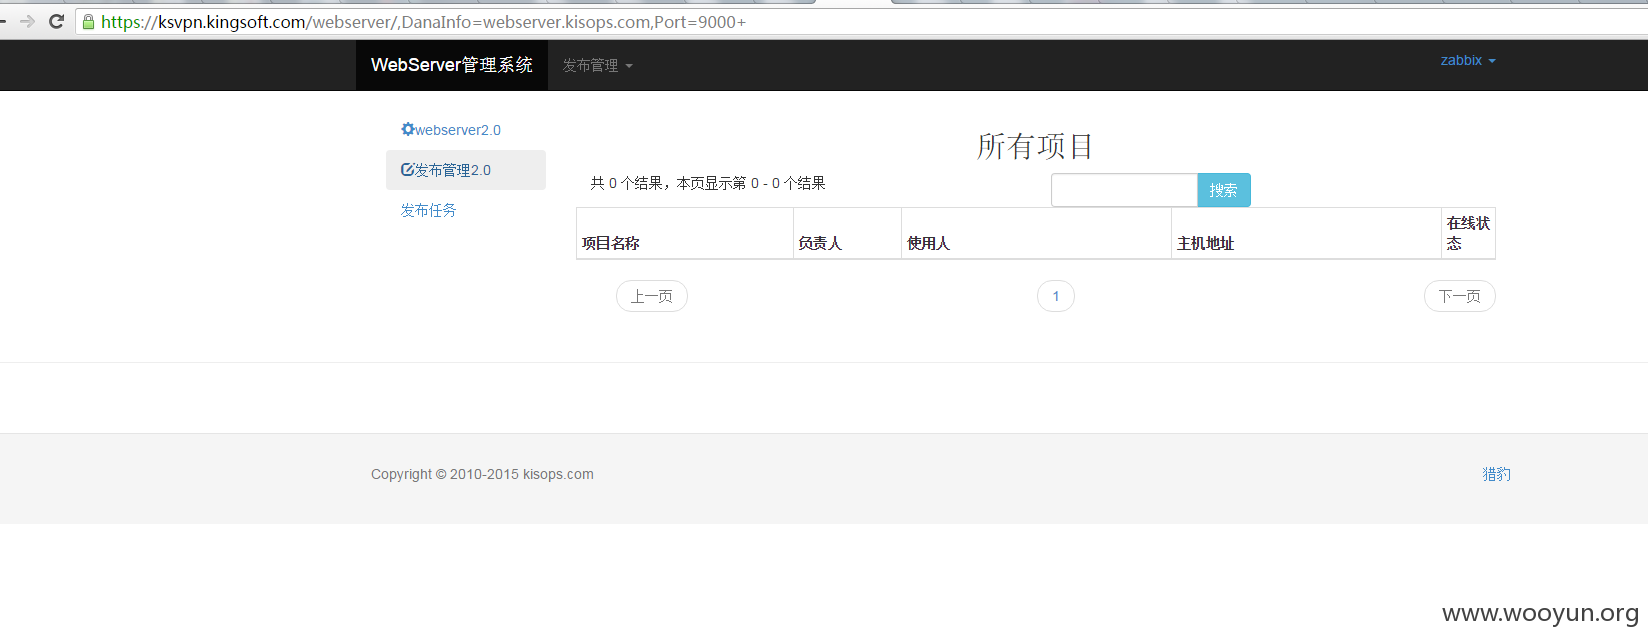 https://ksvpn.kingsoft.com/webserver/,DanaInfo=webserver.kisops.com,Port=9000+
WebServer管理系统 发布管理 zabbix
webserver2.0
发布管理2.0
发布任务
所有项目
共 0 个结果，本页显示第 0 - 0 个结果 搜索
项目名称 负责人 使用人 主机地址 在线状
态
上一页 1 下一页
Copyright © 2010-2015 kisops.com 猎豹
www.wooyun.org